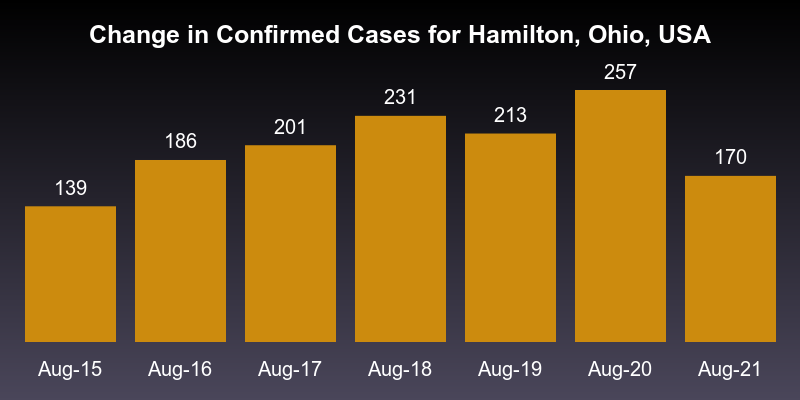 Change in Confirmed Cases for Hamilton, Ohio, USA
139
186
201
231
213
257
170
Aug-15
Aug-16
Aug-17
Aug-18
Aug-19
Aug-20
Aug-21